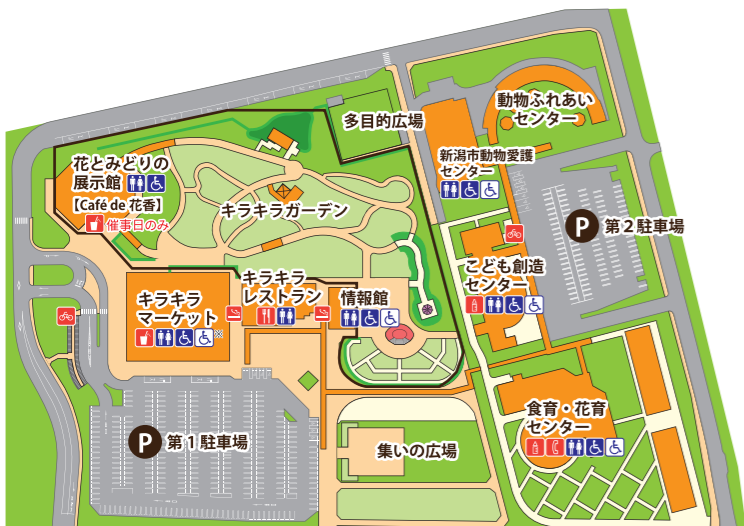 多目的広場
動物ふれあい
センター
新潟市動物愛護
センター
花とみどりの
展示館
【Café de 花香】
催事日のみ
キラキラガーデン
P 第2駐車場
こども創造
センター
キラキラ
レストラン
情報館
キラキラ
マーケット
※
食育・花育
センター
P 第1駐車場
集いの広場